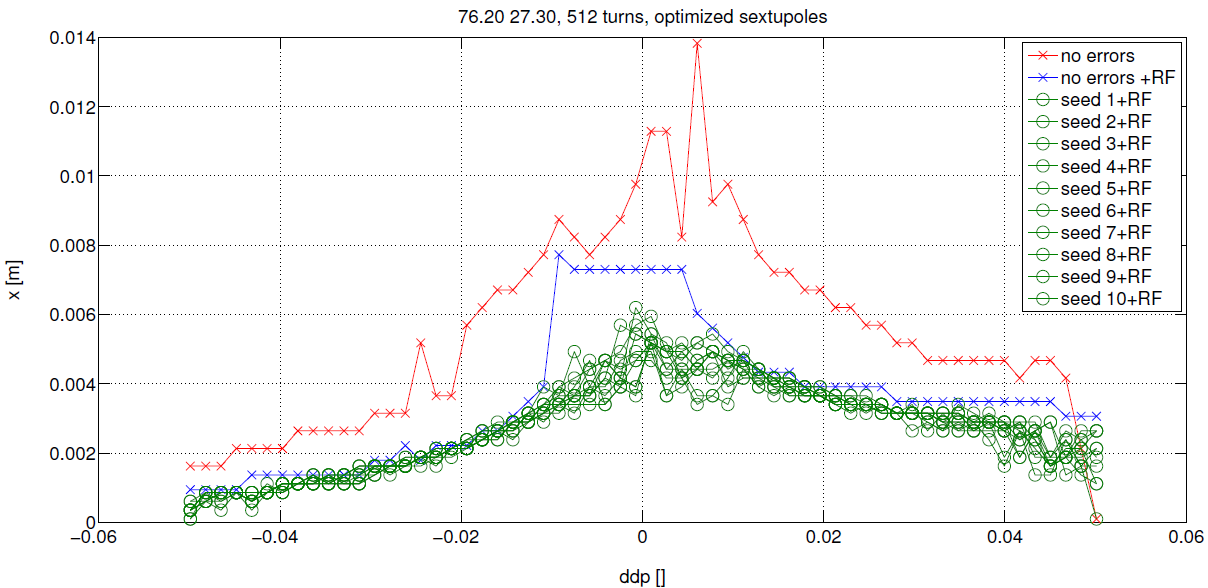 76.20 27.30, 512 turns, optimized sextupoles
0.014
0.012
0.01
0.008
0.006
0.004
0.002
0
x [m]
no errors
no errors +RF
seed 1+RF
seed 2+RF
seed 3+RF
seed 4+RF
seed 5+RF
seed 6+RF
seed 7+RF
seed 8+RF
seed 9+RF
seed 10+RF
−0.06 −0.04 −0.02 0 0.02 0.04 0.06
ddp []